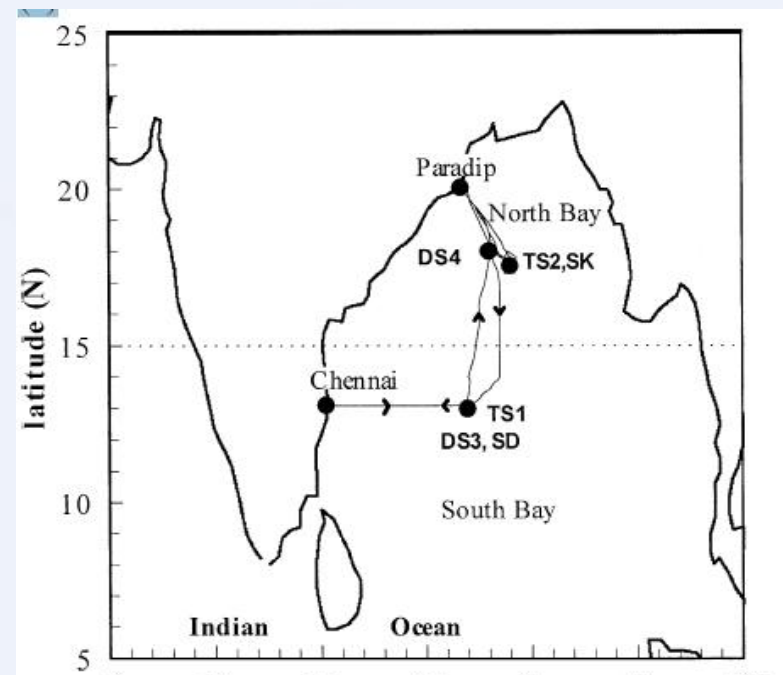 25
Paradip
20
North Bay
DS4
TS2,SK
latitude (N)
15
Chennai
TS1
DS3, SD
10
South Bay
Indian Ocean
5